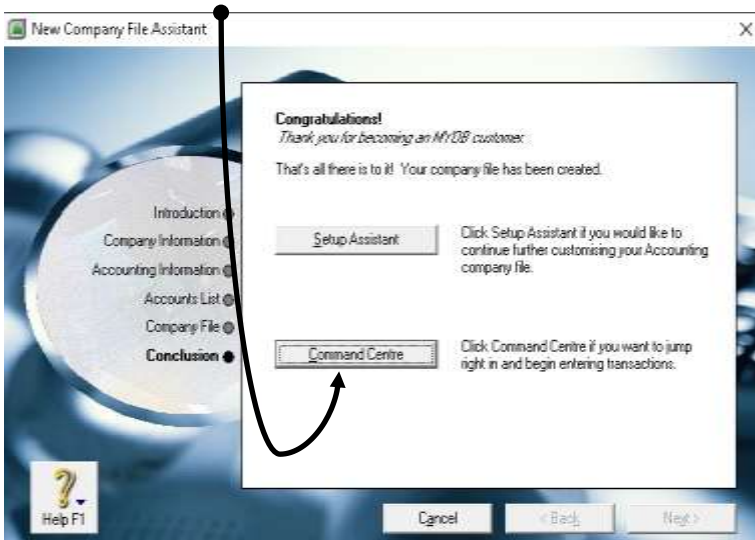 New Company File Assistant
Congratulations!
Thank you for becoming an MYOB customer.
That's all there is to it! Your company file has been created.
Introduction
Company Information
Accounting Information
Accounts List
Company File
Conclusion
Setup Assistant
Click Setup Assistant if you would like to
continue further customising your Accounting
company file.
Command Centre
Click Command Centre if you want to jump
right in and begin entering transactions.
Help F1
Cancel
< Back
Next >